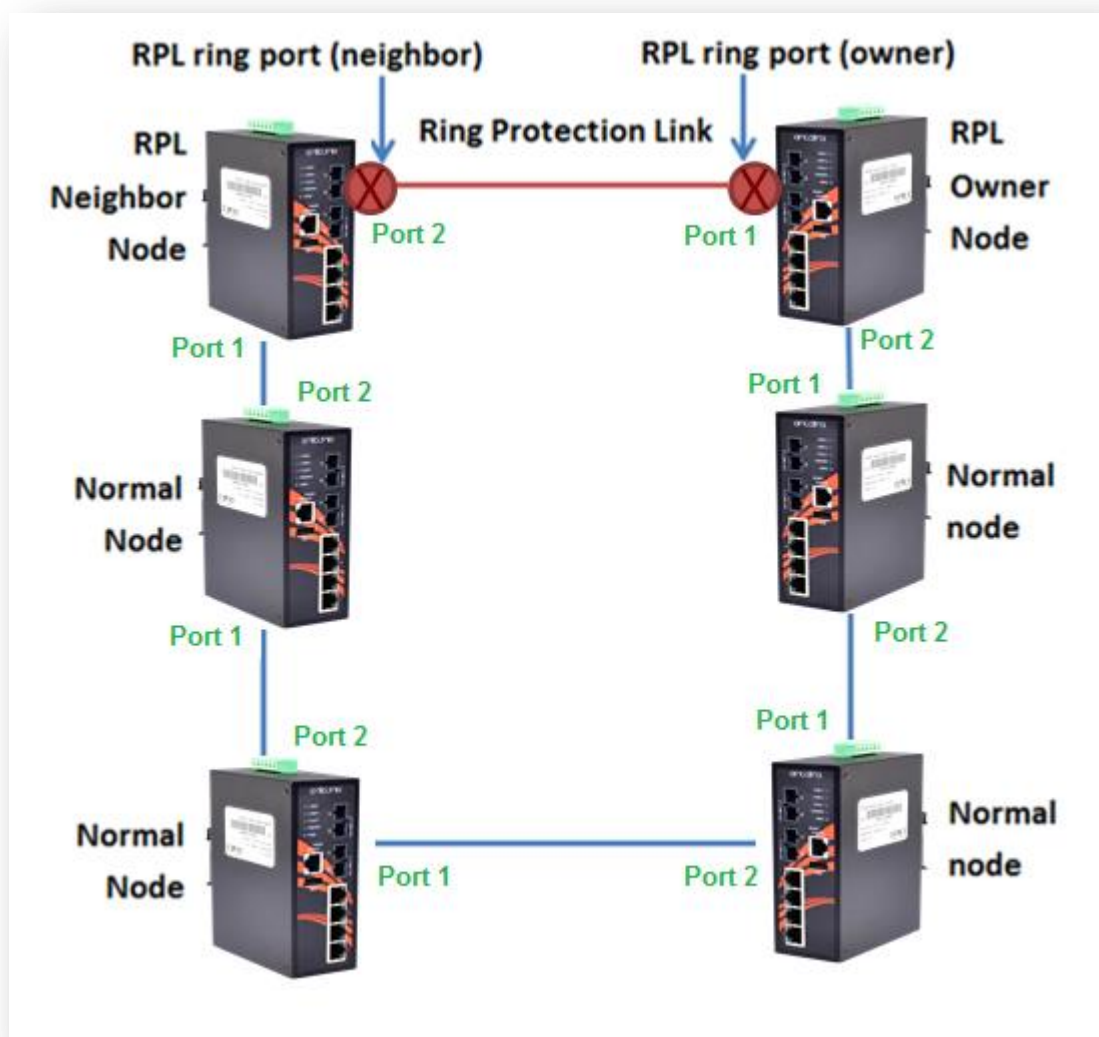 RPL ring port (neighbor)
RPL ring port (owner)
Ring Protection Link
RPL
Neighbor
Node
RPL
Owner
Node
Port 2
Port 1
Port 1
Port 2
Port 2
Port 1
Normal
Node
Normal
node
Port 1
Port 2
Port 2
Port 1
Normal
Node
Normal
node
Port 1
Port 2